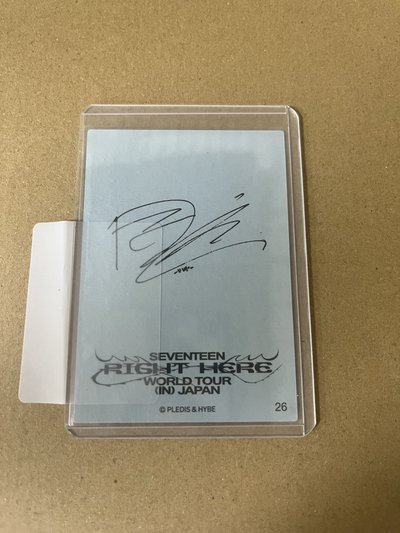 SEVENTEEN
RIGHT HERE
WORLD TOUR
(IN) JAPAN
© PLEDIS & HYBE
26